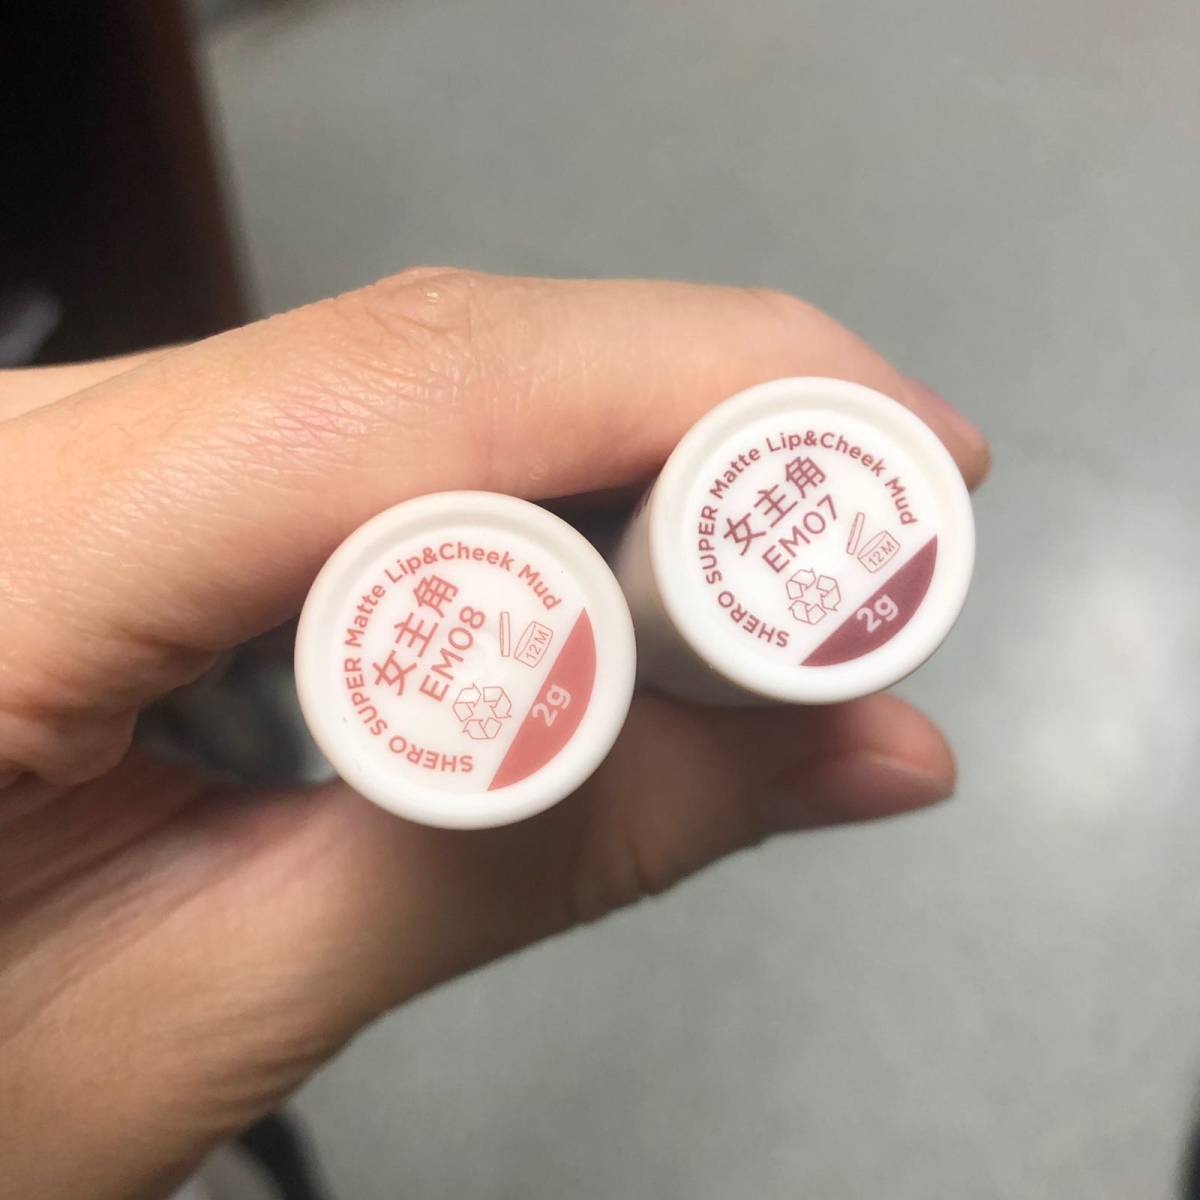 SHERO SUPER Matte Lip&Cheek Mud
女主角
EM08
12M
2g
SHERO SUPER Matte Lip&Cheek Mud
女主角
EM07
12M
2g